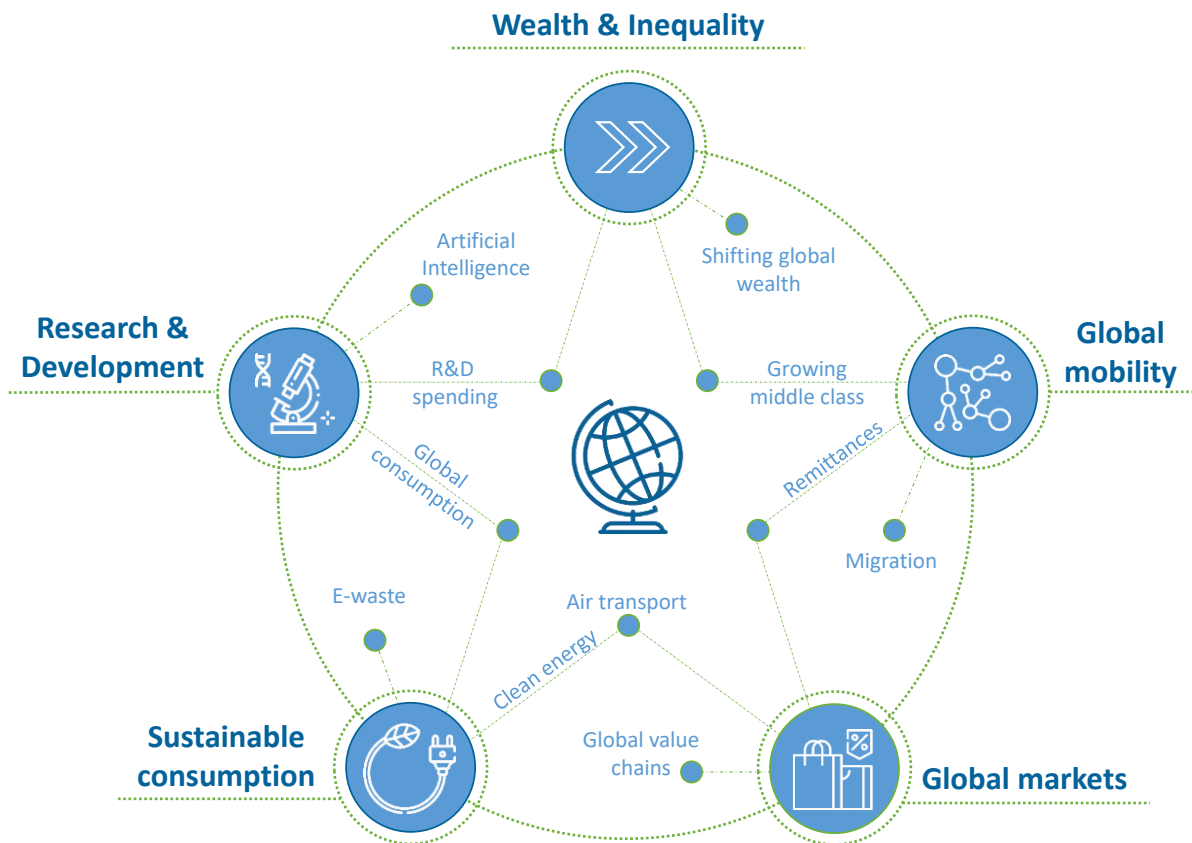 Wealth & Inequality
Artificial
Intelligence
Shifting global
wealth
Research &
Development
Global
mobility
R&D
spending
Growing
middle class
Global
consumption
Remittances
Migration
E-waste
Air transport
Clean energy
Sustainable
consumption
Global value
chains
%
Global markets